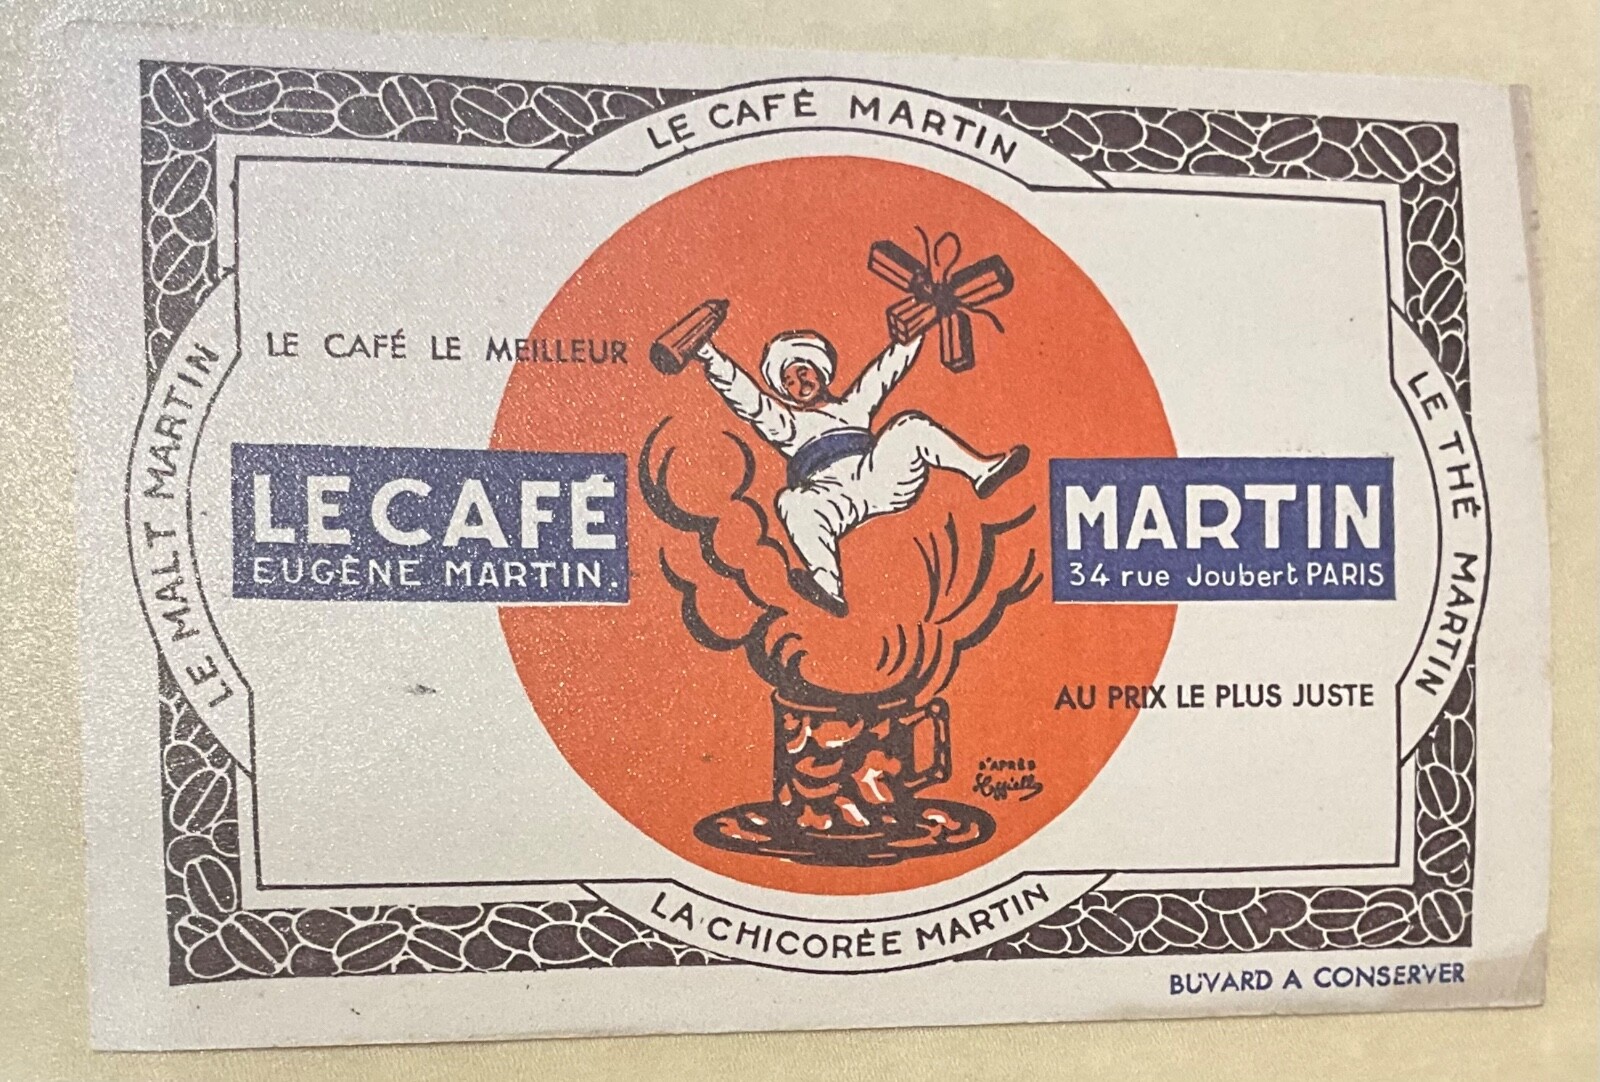 LE CAFÉ MARTIN
LE MALT MARTIN
LE THÉ MARTIN
LE CAFÉ LE MEILLEUR
LE CAFÉ
EUGÈNE MARTIN.
MARTIN
34 rue Joubert PARIS
AU PRIX LE PLUS JUSTE
D'APRÈS
LA CHICORÉE MARTIN
BUVARD A CONSERVER